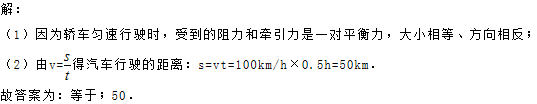 解：
（1）因为轿车匀速行驶时，受到的阻力和牵引力是一对平衡力，大小相等、方向相反；
（2）由v=s/t得汽车行驶的距离：s=vt=100km/h×0.5h=50km．
故答案为：等于；50．